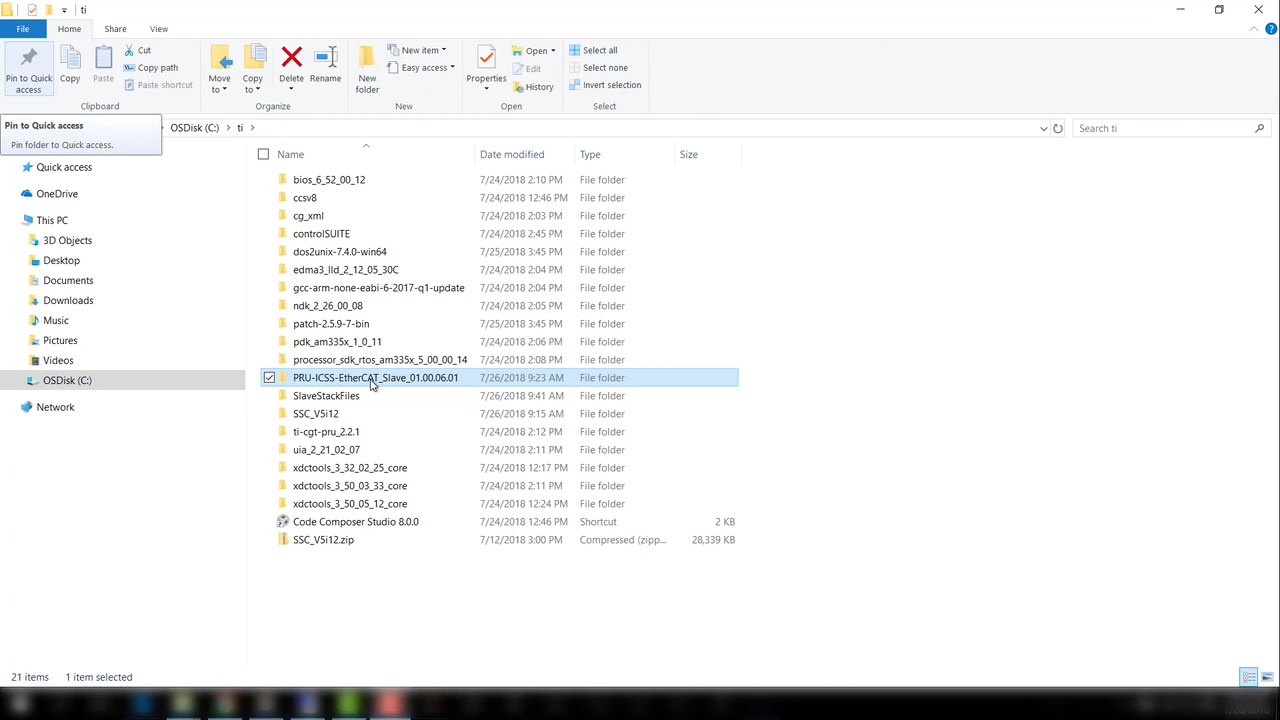 ti
File Home Share View
Pin to Quick access
Copy
Paste
Cut
Copy path
Paste shortcut
Move to
Copy to
Delete
Rename
New folder
New item
Easy access
Properties
Open
Edit
History
Select all
Select none
Invert selection
Clipboard Organize New Open Select
Pin to Quick access
Pin folder to Quick access.
OSDisk (C:) ti
Search ti
Quick access
OneDrive
This PC
3D Objects
Desktop
Documents
Downloads
Music
Pictures
Videos
OSDisk (C:)
Network
Name Date modified Type Size
bios_6_52_00_12 7/24/2018 2:10 PM File folder
ccsv8 7/24/2018 12:46 PM File folder
cg_xml 7/24/2018 2:03 PM File folder
controlSUITE 7/24/2018 2:45 PM File folder
dos2unix-7.4.0-win64 7/25/2018 3:45 PM File folder
edma3_lld_2_12_05_30C 7/24/2018 2:04 PM File folder
gcc-arm-none-eabi-6-2017-q1-update 7/24/2018 2:04 PM File folder
ndk_2_26_00_08 7/24/2018 2:05 PM File folder
patch-2.5.9-7-bin 7/25/2018 3:45 PM File folder
pdk_am335x_1_0_11 7/24/2018 2:06 PM File folder
processor_sdk_rtos_am335x_5_00_00_14 7/24/2018 2:08 PM File folder
PRU-ICSS-EtherCAT_Slave_01.00.06.01 7/26/2018 9:23 AM File folder
SlaveStackFiles 7/26/2018 9:41 AM File folder
SSC_V5i12 7/26/2018 9:15 AM File folder
ti-cgt-pru_2.2.1 7/24/2018 2:12 PM File folder
uia_2_21_02_07 7/24/2018 2:11 PM File folder
xdctools_3_32_02_25_core 7/24/2018 12:17 PM File folder
xdctools_3_50_03_33_core 7/24/2018 2:11 PM File folder
xdctools_3_50_05_12_core 7/24/2018 12:24 PM File folder
Code Composer Studio 8.0.0 7/24/2018 12:46 PM Shortcut 2 KB
SSC_V5i12.zip 7/12/2018 3:00 PM Compressed (zipp... 28,339 KB
21 items 1 item selected